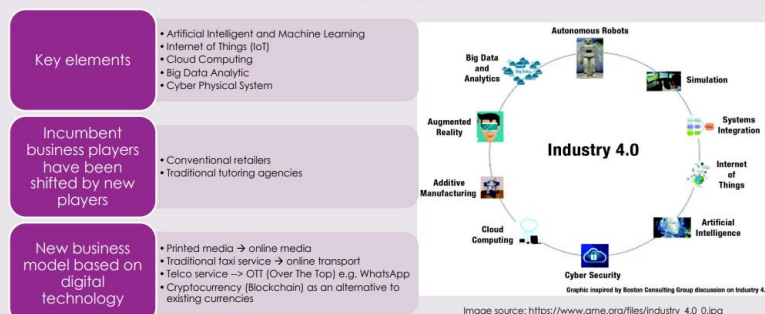 Key elements
• Artificial Intelligent and Machine Learning
• Internet of Things (IoT)
• Cloud Computing
• Big Data Analytic
• Cyber Physical System
Incumbent
business players
have been
shifted by new
players
• Conventional retailers
• Traditional tutoring agencies
New business
model based on
digital
technology
• Printed media → online media
• Traditional taxi service → online transport
• Telco service --> OTT (Over The Top) e.g. WhatsApp
• Cryptocurrency (Blockchain) as an alternative to
existing currencies
Autonomous Robots
Simulation
Systems
Integration
Internet
of
Things
Artificial
Intelligence
Cyber Security
Cloud
Computing
Additive
Manufacturing
Augmented
Reality
Big Data
and
Analytics
Big Data
Industry 4.0
Graphic inspired by Boston Consulting Group discussion on Industry 4.
Image source: https://www.ame.org/files/industry_4.0_0.jpg